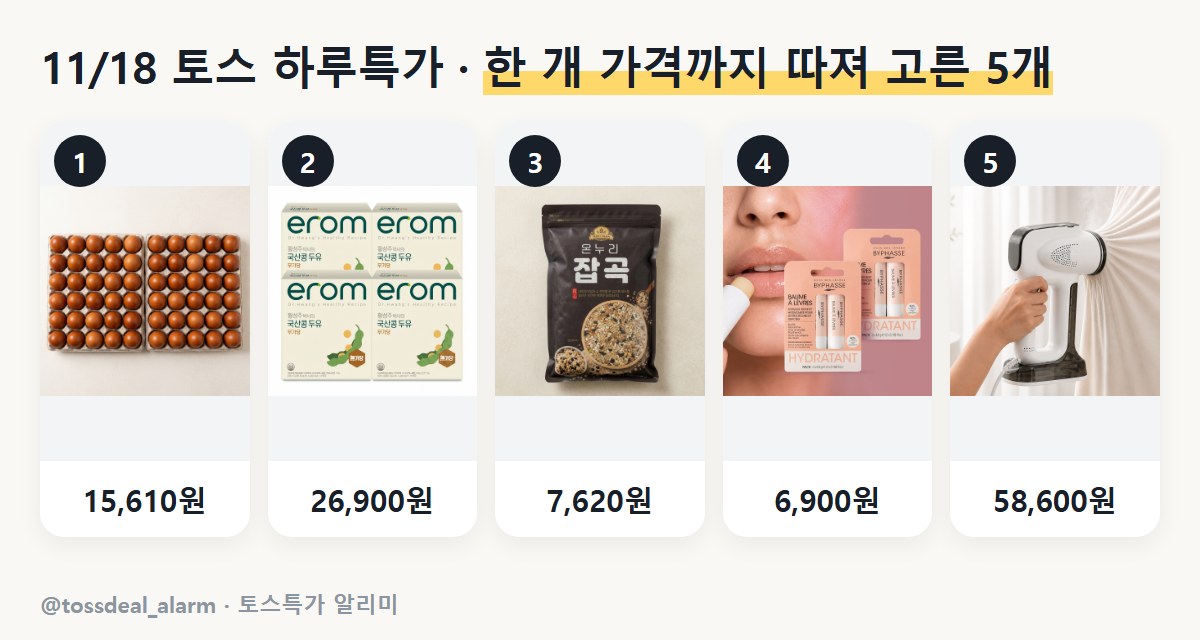 11/18 토스 하루특가 · 한 개 가격까지 따져 고른 5개
1
2
3
4
5
erom erom
국산콩 두유
국산콩 두유
erom erom
국산콩 두유
국산콩 두유
온누리
잡곡
BYPHASSE
BYPHASSE
BAUME
À LÈVRES
HYDRATANT
15,610원
26,900원
7,620원
6,900원
58,600원
@tossdeal_alarm · 토스특가 알리미